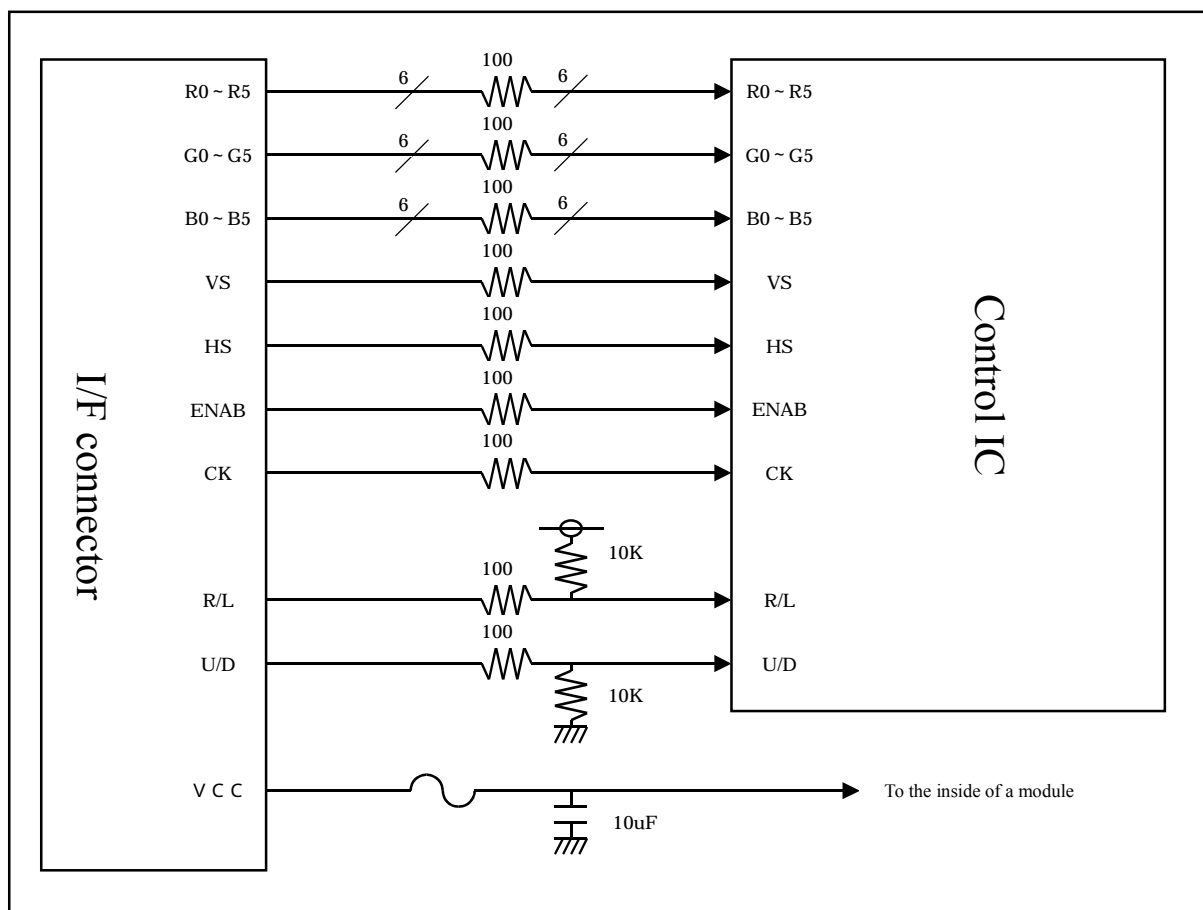 100
R0~R5 6 6 R0~R5
100
G0~G5 6 6 G0~G5
100
B0~B5 6 6 B0~B5
100
VS VS
100
HS HS
100
ENAB ENAB
100
CK CK
10K
100
R/L R/L
100
U/D U/D
10K
VCC To the inside of a module
10uF
I/F connector
Control IC